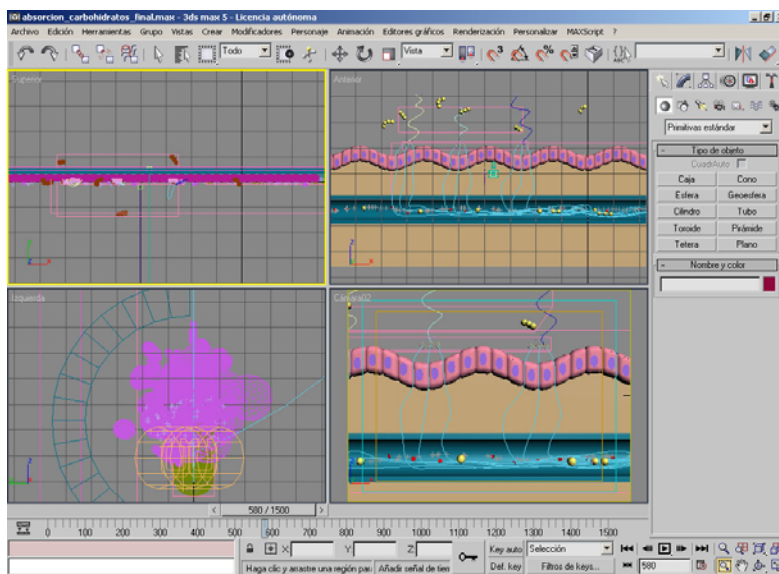 absorcion_carbohidratos_final.max - 3ds max 5 - Licencia autónoma
Archivo Edición Herramientas Grupo Vistas Crear Modificadores Personaje Animación Editores gráficos Renderización Personalizar MAXScript ?
Todo Vista ABC
Superior Anterior
Primitivas estándar
- Tipo de objeto
CuadrAuto
Caja Cono
Esfera Geoesfera
Cilindro Tubo
Toroide Pirámide
Tetera Plano
- Nombre y color
Izquierda Cámara02
< 580 / 1500 >
0 100 200 300 400 500 600 700 800 900 1000 1100 1200 1300 1400 1500
X Y Z Key auto Selección
Haga clic y arrastre una región par Añadir señal de tiem Def. key Filtros de keys... 580